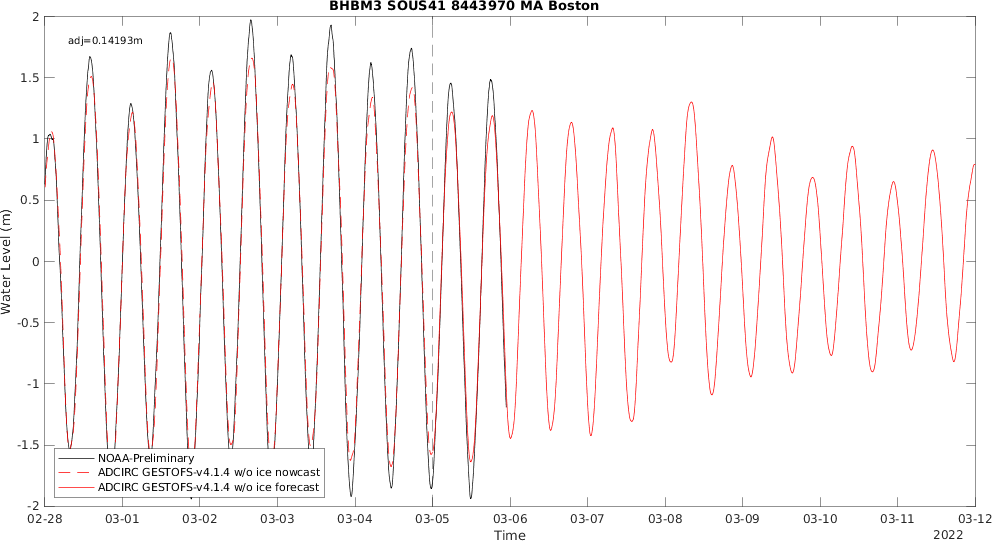 BHBM3 SOUS41 8443970 MA Boston
adj=0.14193m
2
1.5
1
0.5
0
-0.5
-1
-1.5
-2
Water Level (m)
NOAA-Preliminary
ADCIRC GESTOFS-v4.1.4 w/o ice nowcast
ADCIRC GESTOFS-v4.1.4 w/o ice forecast
02-28 03-01 03-02 03-03 03-04 03-05 03-06 03-07 03-08 03-09 03-10 03-11 03-12
Time
2022